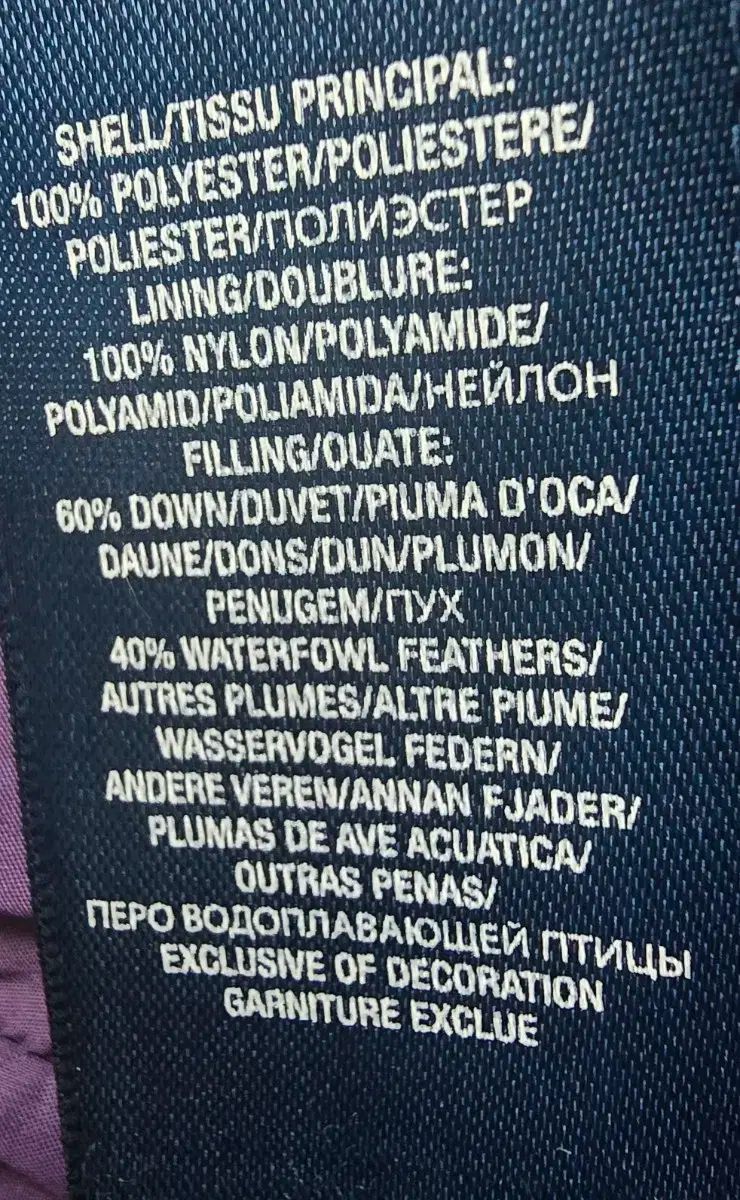 SHELL/TISSU PRINCIPAL:
100% POLYESTER/POLIESTERE/
POLIESTER/ПОЛИЭСТЕР
LINING/DOUBLURE:
100% NYLON/POLYAMIDE/
POLYAMID/POLIAMIDA/НЕЙЛОН
FILLING/OUATE:
60% DOWN/DUVET/PIUMA D'OCA/
DAUNE/DONS/DUN/PLUMON/
PENUGEM/ПУХ
40% WATERFOWL FEATHERS/
AUTRES PLUMES/ALTRE PIUME/
WASSERVOGEL FEDERN/
ANDERE VEREN/ANNAN FJADER/
PLUMAS DE AVE ACUATICA/
OUTRAS PENAS/
ПЕРО ВОДОПЛАВАЮЩЕЙ ПТИЦЫ
EXCLUSIVE OF DECORATION
GARNITURE EXCLUE